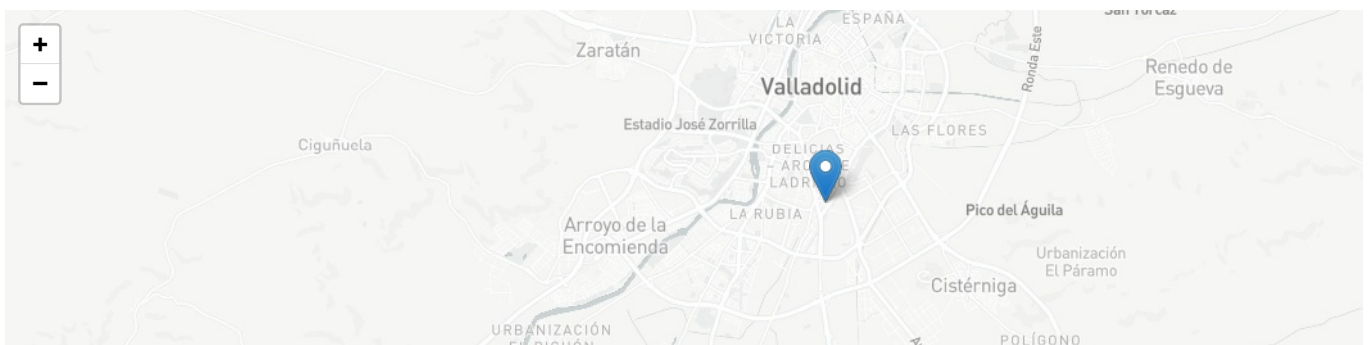 +
−
LA
VICTORIA
ESPAÑA
Zaratán
Valladolid
Ronda Este
Renedo de
Esgueva
Estadio José Zorrilla
LAS FLORES
Ciguñuela
DELICIAS
LA RUBIA
Pico del Águila
Arroyo de la
Encomienda
Urbanización
El Páramo
Cistérniga
URBANIZACIÓN
POLÍGONO